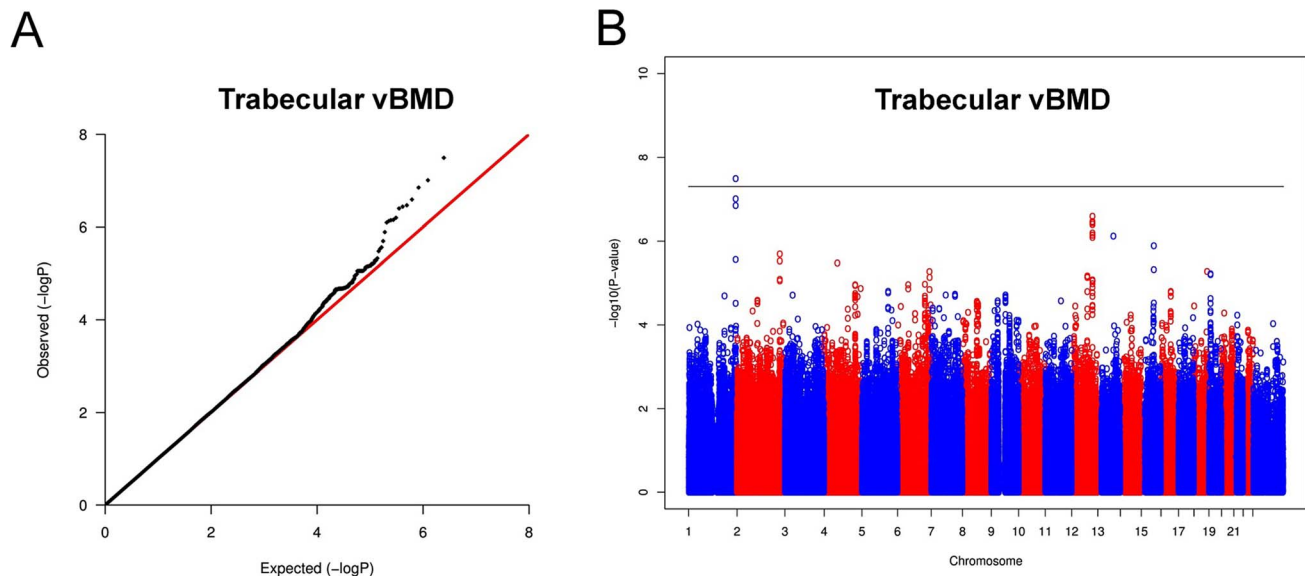 A
Trabecular vBMD
8
6
4
2
0
0 2 4 6 8
Observed (−logP)
Expected (−logP)
B
Trabecular vBMD
10
8
6
4
2
0
−log10(P-value)
1 2 3 4 5 6 7 8 9 10 11 12 13 15 17 19 21
Chromosome